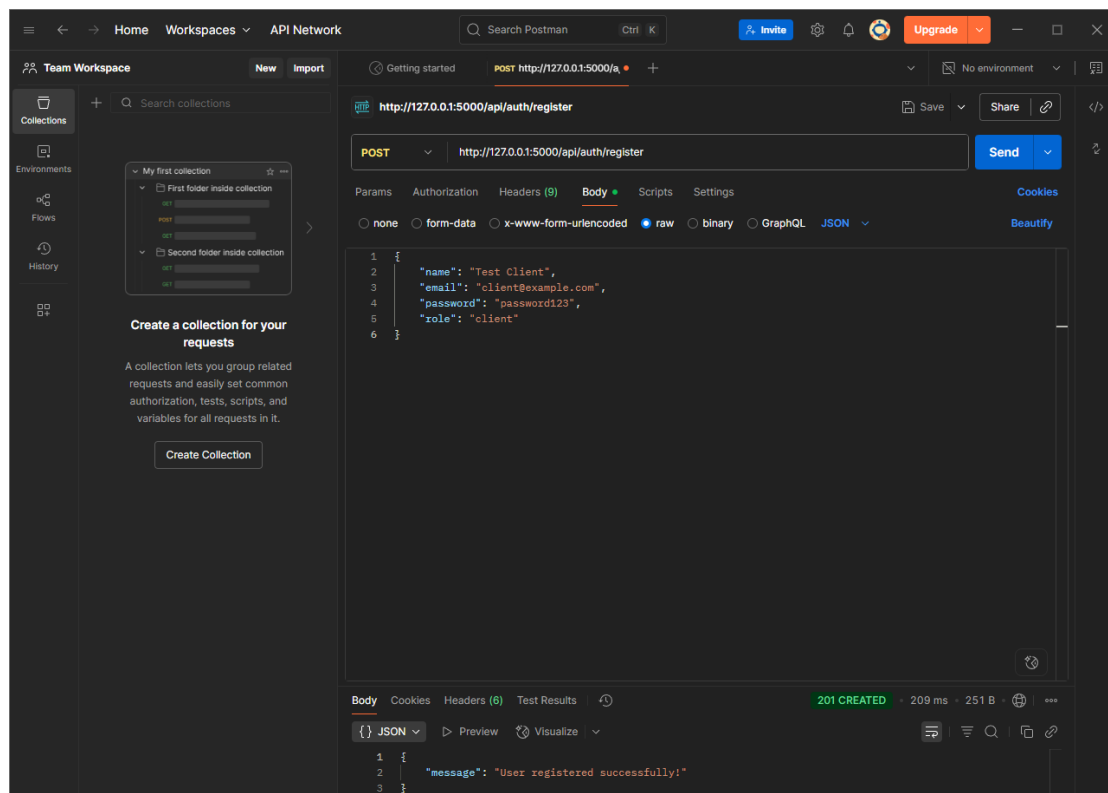 Home Workspaces API Network Search Postman Ctrl K Invite Upgrade
Team Workspace New Import Getting started POST http://127.0.0.1:5000/a No environment
Collections
Search collections
Environments
Flows
History
My first collection
First folder inside collection
GET
POST
GET
Second folder inside collection
GET
GET
Create a collection for your
requests
A collection lets you group related
requests and easily set common
authorization, tests, scripts, and
variables for all requests in it.
Create Collection
HTTP http://127.0.0.1:5000/api/auth/register Save Share
POST http://127.0.0.1:5000/api/auth/register Send
Params Authorization Headers (9) Body Scripts Settings Cookies
none form-data x-www-form-urlencoded raw binary GraphQL JSON Beautify
1 {
2 "name": "Test Client",
3 "email": "client@example.com",
4 "password": "password123",
5 "role": "client"
6 }
Body Cookies Headers (6) Test Results 201 CREATED 209 ms 251 B
{} JSON Preview Visualize
1 {
2 "message": "User registered successfully!"
3 }